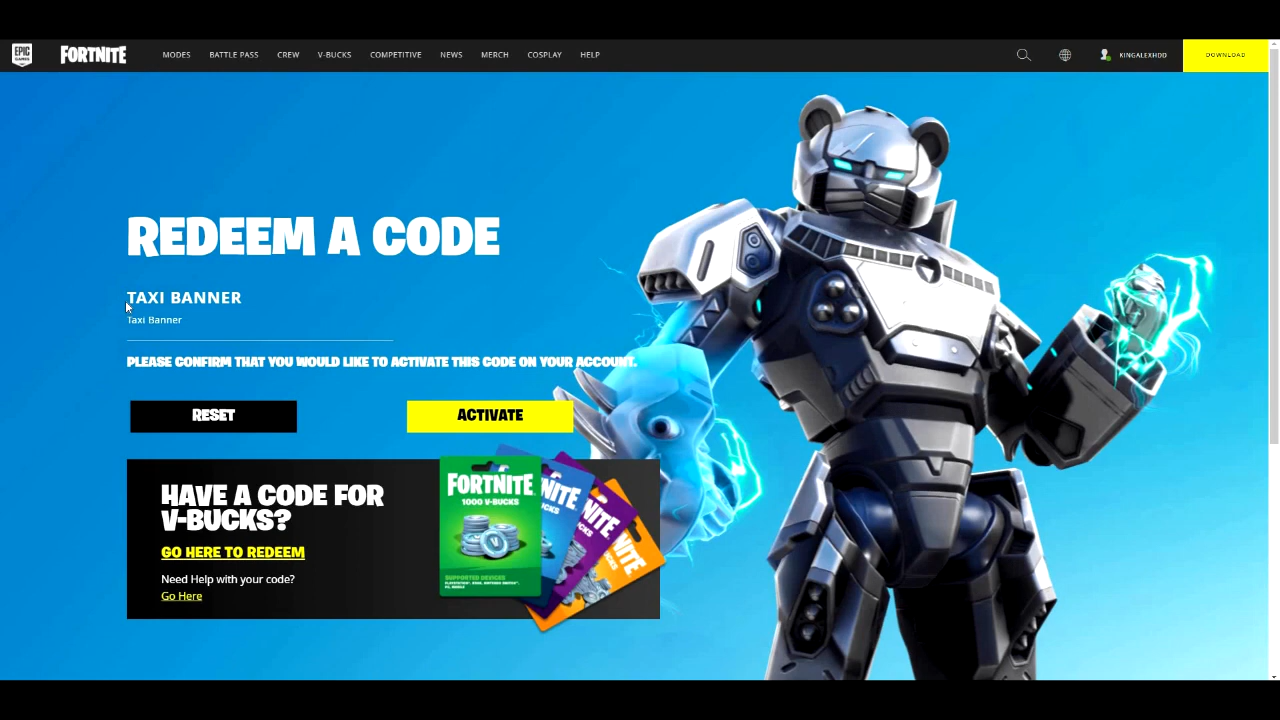 EPIC
GAMES
FORTNITE
MODES
BATTLE PASS
CREW
V-BUCKS
COMPETITIVE
NEWS
MERCH
COSPLAY
HELP
KINGALEXHDD
DOWNLOAD
REDEEM A CODE
TAXI BANNER
Taxi Banner
PLEASE CONFIRM THAT YOU WOULD LIKE TO ACTIVATE THIS CODE ON YOUR ACCOUNT.
RESET
ACTIVATE
HAVE A CODE FOR
V-BUCKS?
GO HERE TO REDEEM
Need Help with your code?
Go Here
FORTNITE
1000 V-BUCKS
SUPPORTED DEVICES